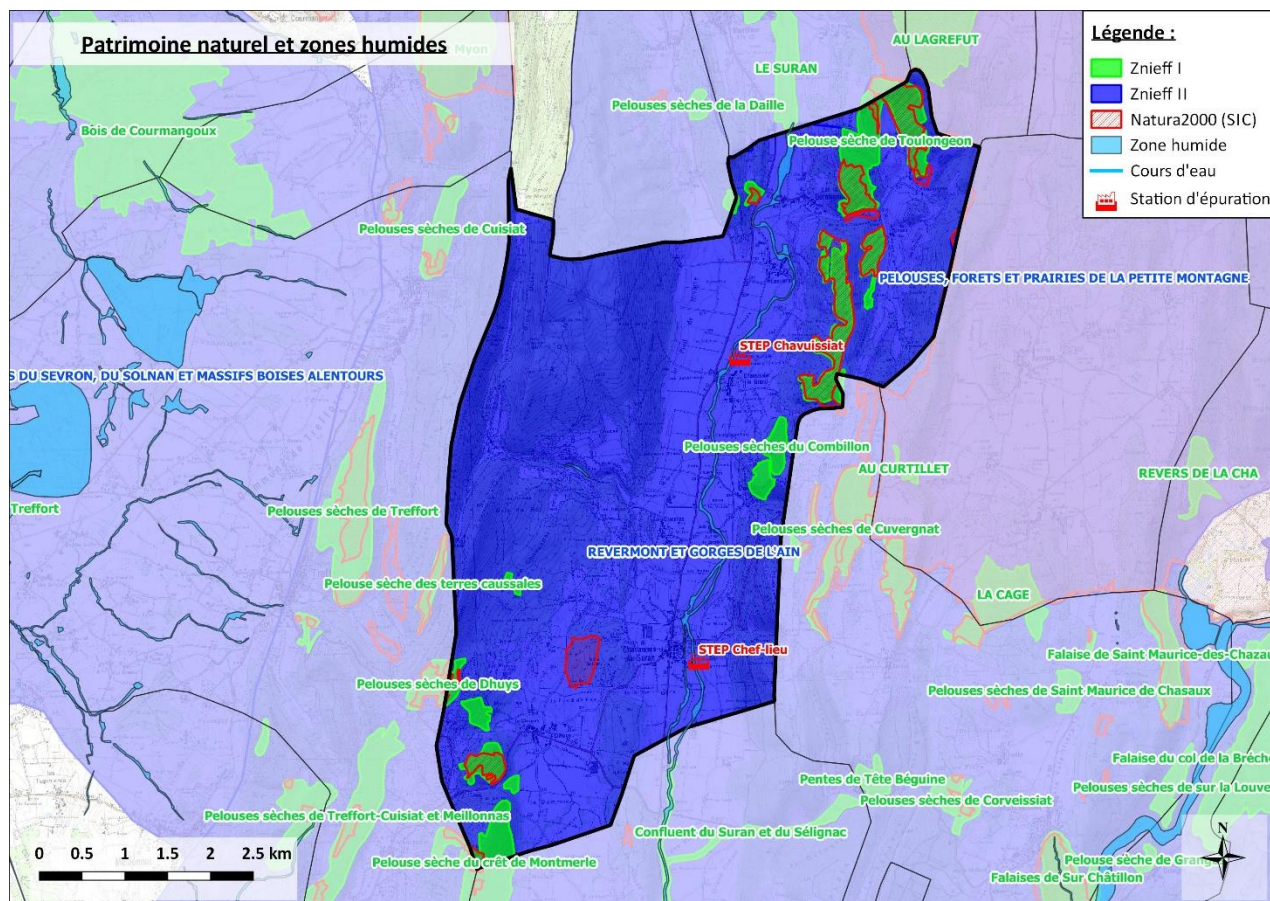 Patrimoine naturel et zones humides
Légende :
Znieff I
Znieff II
Natura2000 (SIC)
Zone humide
Cours d'eau
Station d'épuration
Myon
AU LAGREFUT
LE SURAN
Pelouses sèches de la Daille
Bois de Courmangoux
Pelouse sèche de Toulongeon
Pelouses sèches de Cuisiat
PELOUSES, FORETS ET PRAIRIES DE LA PETITE MONTAGNE
STEP Chavuissiat
S DU SEVRON, DU SOLNAN ET MASSIFS BOISES ALENTOURS
Pelouses sèches du Combillon
AU CURTILLET
REVERS DE LA CHA
Treffort
Pelouses sèches de Treffort
Pelouses sèches de Cuvergnat
REVERMONT ET GORGES DE L'AIN
Pelouse sèche des terres caussales
LA CAGE
STEP Chef-lieu
Falaise de Saint Maurice-des-Chazau
Pelouses sèches de Dhuys
Pelouses sèches de Saint Maurice de Chasaux
Falaise du col de la Brèche
Pentes de Tête Béguine
Pelouses sèches de sur la Louve
Pelouses sèches de Corveissiat
Pelouses sèches de Treffort-Cuisiat et Meillonnas
Confluent du Suran et du Sélignac
N
0 0.5 1 1.5 2 2.5 km
Pelouse sèche du crêt de Montmerle
Pelouse sèche de Grange
Falaises de Sur Châtillon